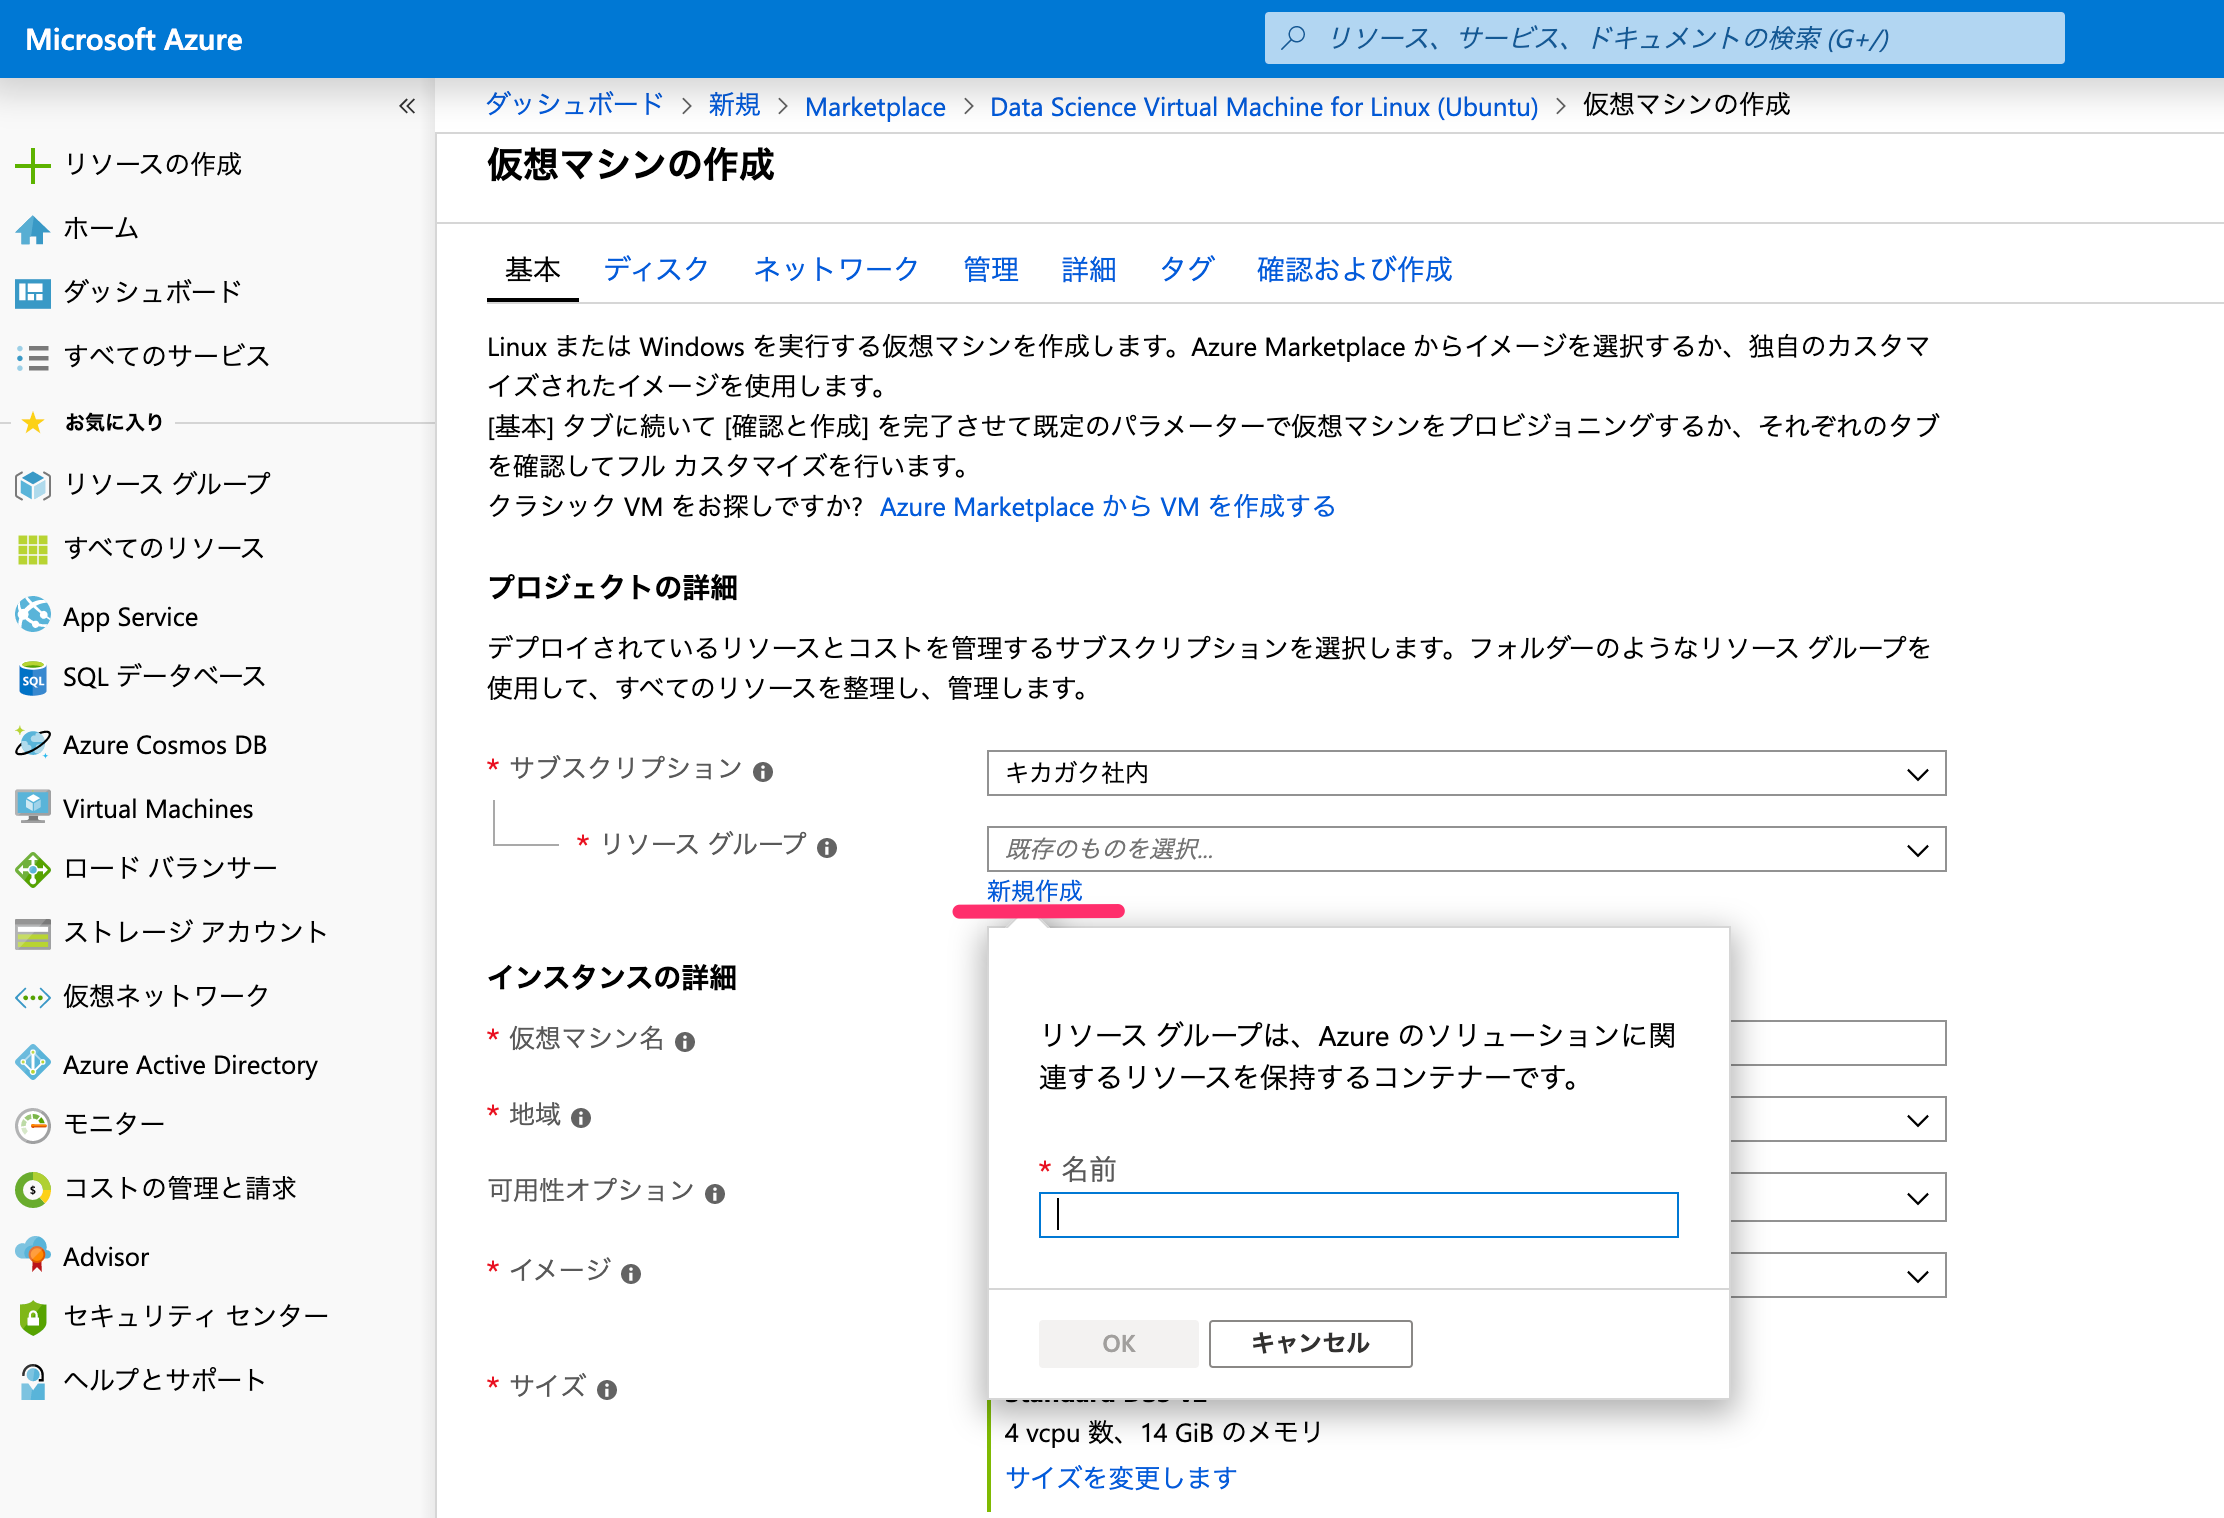 Microsoft Azure
リソース、サービス、ドキュメントの検索 (G+/)
«
リソースの作成
ホーム
ダッシュボード
すべてのサービス
お気に入り
リソース グループ
すべてのリソース
App Service
SQL
SQL データベース
Azure Cosmos DB
Virtual Machines
ロード バランサー
ストレージ アカウント
仮想ネットワーク
Azure Active Directory
モニター
コストの管理と請求
Advisor
セキュリティ センター
ヘルプとサポート
ダッシュボード > 新規 > Marketplace > Data Science Virtual Machine for Linux (Ubuntu) > 仮想マシンの作成
仮想マシンの作成
基本 ディスク ネットワーク 管理 詳細 タグ 確認および作成
Linux または Windows を実行する仮想マシンを作成します。Azure Marketplace からイメージを選択するか、独自のカスタマ
イズされたイメージを使用します。
[基本] タブに続いて [確認と作成] を完了させて既定のパラメーターで仮想マシンをプロビジョニングするか、それぞれのタブ
を確認してフル カスタマイズを行います。
クラシック VM をお探しですか? Azure Marketplace から VM を作成する
プロジェクトの詳細
デプロイされているリソースとコストを管理するサブスクリプションを選択します。フォルダーのようなリソース グループを
使用して、すべてのリソースを整理し、管理します。
* サブスクリプション
キカガク社内
* リソース グループ
既存のものを選択...
新規作成
リソース グループは、Azure のソリューションに関
連するリソースを保持するコンテナーです。
* 名前
OK キャンセル
インスタンスの詳細
* 仮想マシン名
* 地域
可用性オプション
* イメージ
* サイズ
4 vcpu 数、14 GiB のメモリ
サイズを変更します